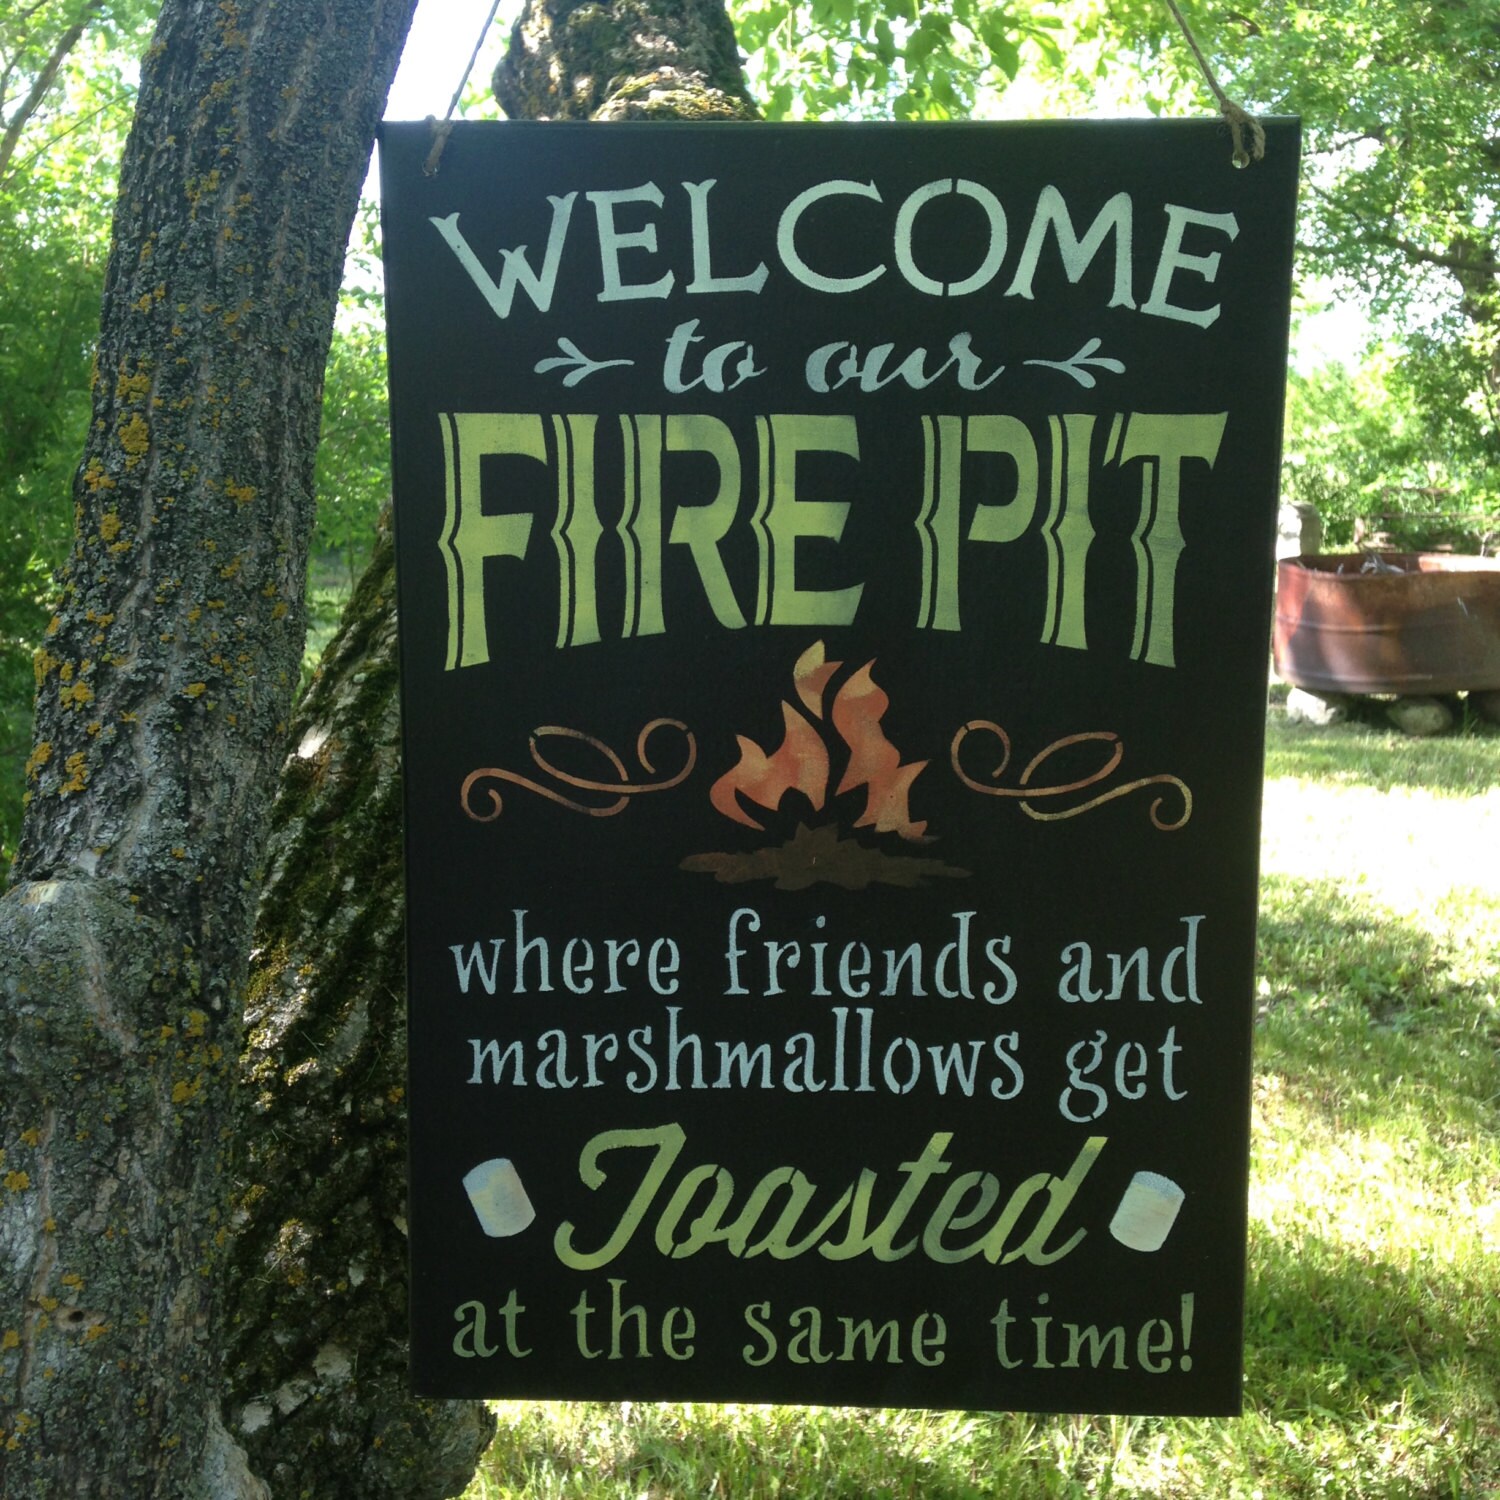 WELCOME
to our
FIRE PIT
where friends and
marshmallows get
Toasted
at the same time!